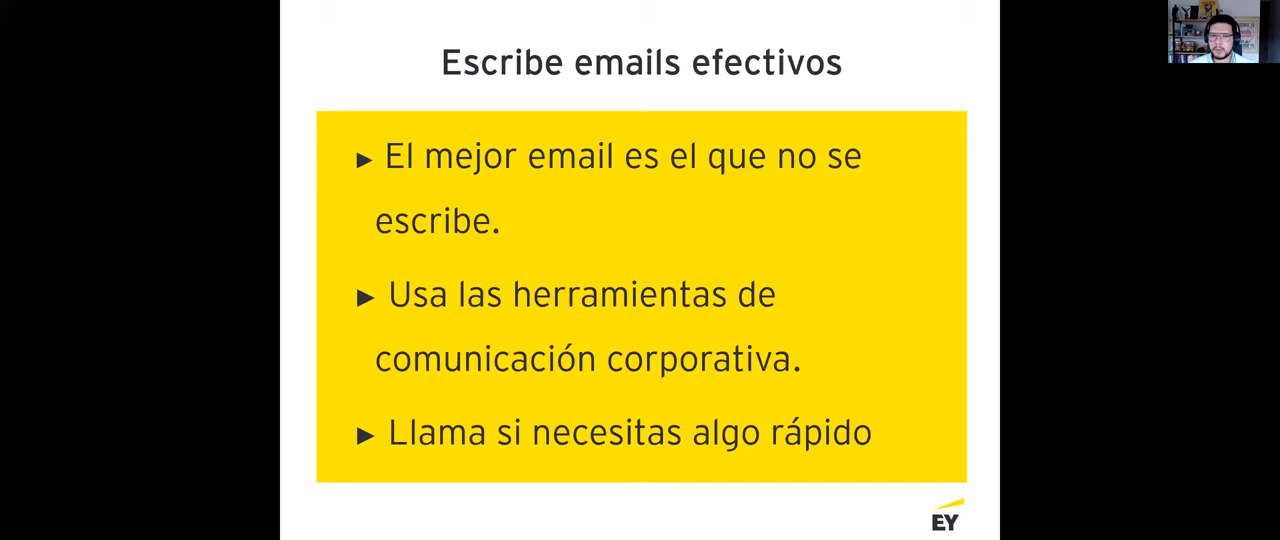 Escribe emails efectivos
► El mejor email es el que no se
escribe.
► Usa las herramientas de
comunicación corporativa.
► Llama si necesitas algo rápido
EY